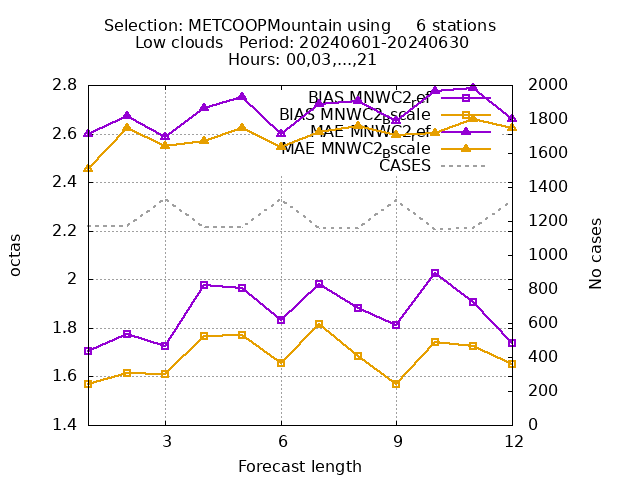 Selection: METCOOPMountain using 6 stations
Low clouds Period: 20240601-20240630
Hours: 00,03,...,21
BIAS MNWC2_ref
BIAS MNWC2_Bscale
MAE MNWC2_ref
MAE MNWC2_Bscale
CASES
2.8
2.6
2.4
2.2
2
1.8
1.6
1.4
2000
1800
1600
1400
1200
1000
800
600
400
200
0
octas
No cases
3 6 9 12
Forecast length